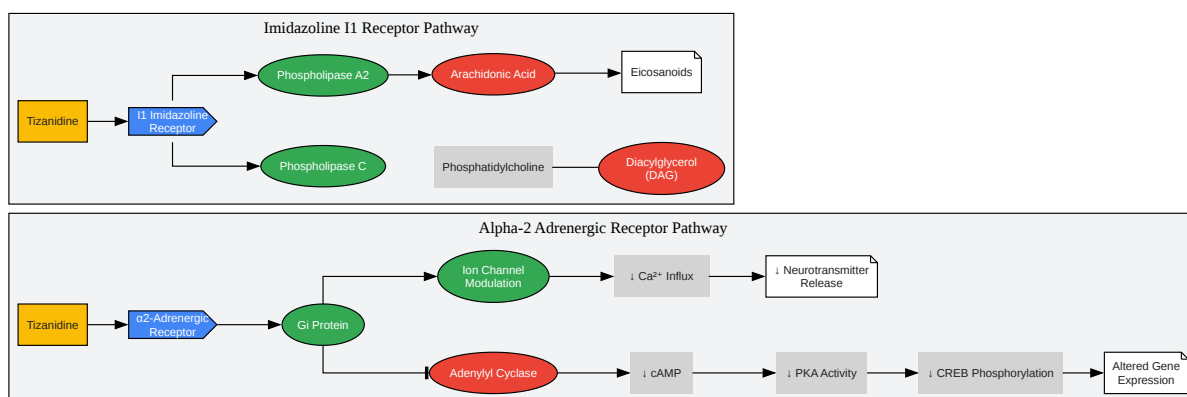 Imidazoline I1 Receptor Pathway
Phospholipase A2
Arachidonic Acid
Eicosanoids
Tizanidine
I1 Imidazoline
Receptor
Phospholipase C
Phosphatidylcholine
Diacylglycerol
(DAG)
Alpha-2 Adrenergic Receptor Pathway
Ion Channel
Modulation
↓ Ca²⁺ Influx
↓ Neurotransmitter
Release
Tizanidine
α2-Adrenergic
Receptor
Gi Protein
Adenylyl Cyclase
↓ cAMP
↓ PKA Activity
↓ CREB Phosphorylation
Altered Gene
Expression